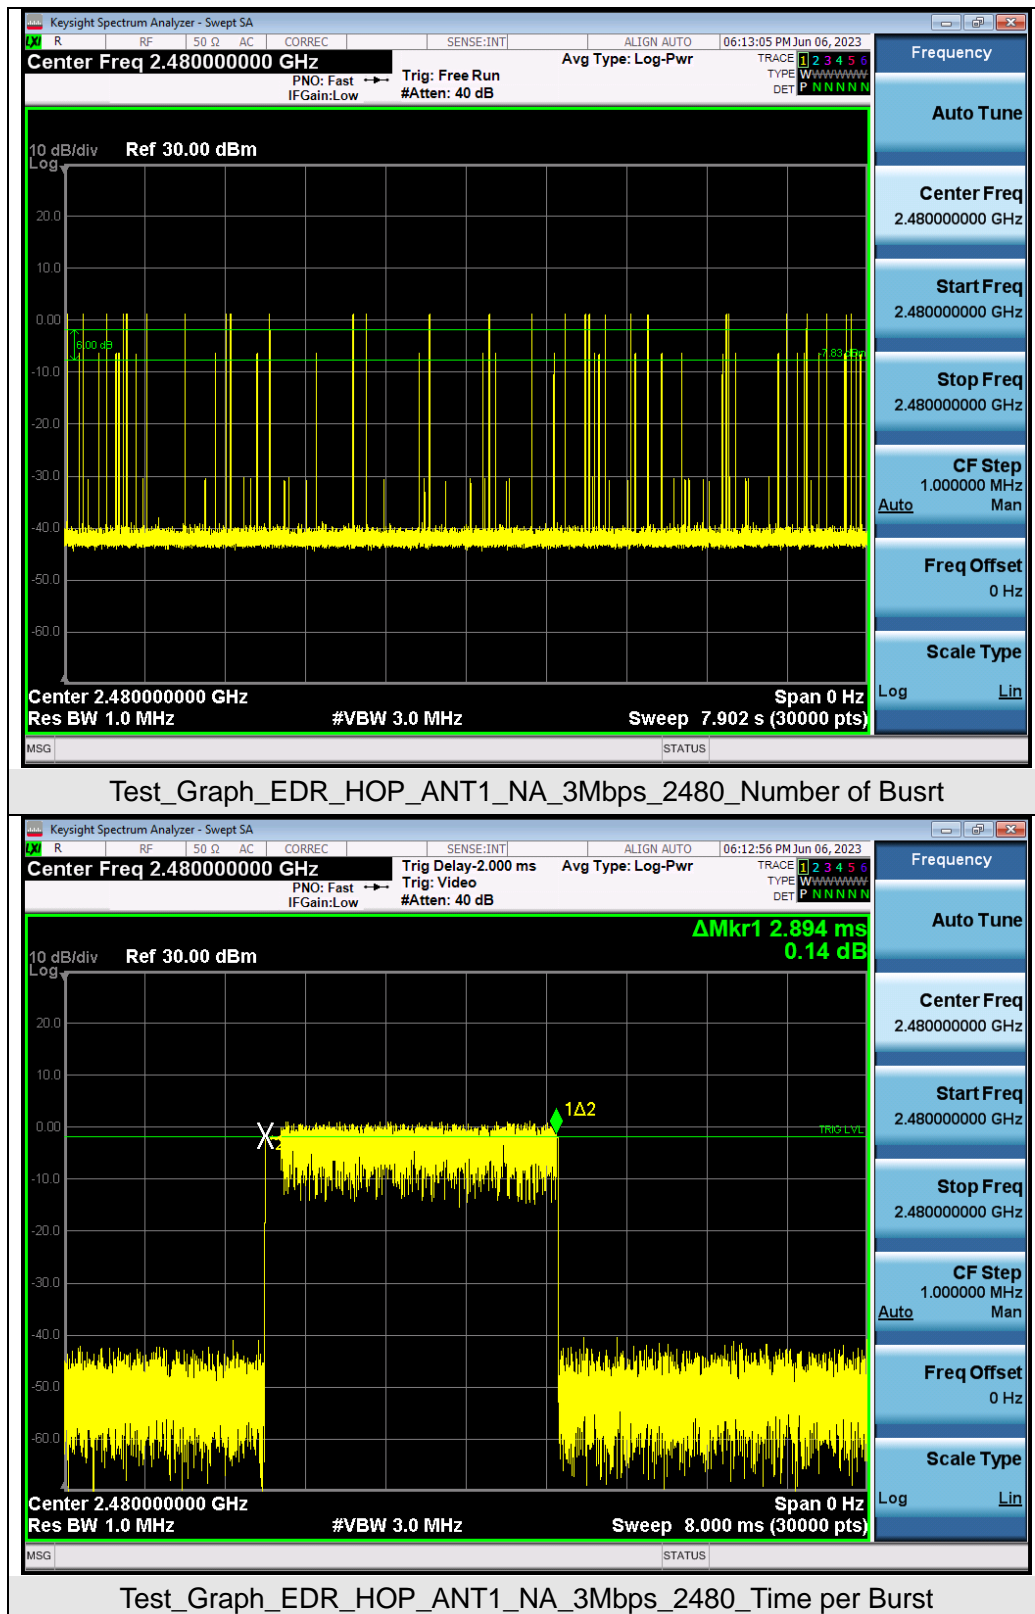 Keysight Spectrum Analyzer - Swept SA
LXI R RF 50 Ω AC CORREC SENSE:INT ALIGN AUTO 06:13:05 PM Jun 06, 2023
Center Freq 2.480000000 GHz Avg Type: Log-Pwr TRACE 1 2 3 4 5 6
PNO: Fast Trig: Free Run TYPE WWWWWW
IFGain:Low #Atten: 40 dB DET P N N N N N
Frequency
Auto Tune
10 dB/div Ref 30.00 dBm
Log
20.0
10.0
0.00
-10.0
-20.0
-30.0
-40.0
-50.0
-60.0
6.00 dB
-7.83 dBm
Center Freq
2.480000000 GHz
Start Freq
2.480000000 GHz
Stop Freq
2.480000000 GHz
CF Step
1.000000 MHz
Auto Man
Freq Offset
0 Hz
Scale Type
Log Lin
Center 2.480000000 GHz Span 0 Hz
Res BW 1.0 MHz #VBW 3.0 MHz Sweep 7.902 s (30000 pts)
MSG STATUS
Test_Graph_EDR_HOP_ANT1_NA_3Mbps_2480_Number of Busrt
Keysight Spectrum Analyzer - Swept SA
LXI R RF 50 Ω AC CORREC SENSE:INT ALIGN AUTO 06:12:56 PM Jun 06, 2023
Center Freq 2.480000000 GHz Trig Delay-2.000 ms Avg Type: Log-Pwr TRACE 1 2 3 4 5 6
PNO: Fast Trig: Video TYPE WWWWWW
IFGain:Low #Atten: 40 dB DET P N N N N N
Frequency
Auto Tune
ΔMkr1 2.894 ms
0.14 dB
10 dB/div Ref 30.00 dBm
Log
20.0
10.0
0.00
-10.0
-20.0
-30.0
-40.0
-50.0
-60.0
1Δ2
TRIG LVL
Center Freq
2.480000000 GHz
Start Freq
2.480000000 GHz
Stop Freq
2.480000000 GHz
CF Step
1.000000 MHz
Auto Man
Freq Offset
0 Hz
Scale Type
Log Lin
Center 2.480000000 GHz Span 0 Hz
Res BW 1.0 MHz #VBW 3.0 MHz Sweep 8.000 ms (30000 pts)
MSG STATUS
Test_Graph_EDR_HOP_ANT1_NA_3Mbps_2480_Time per Burst